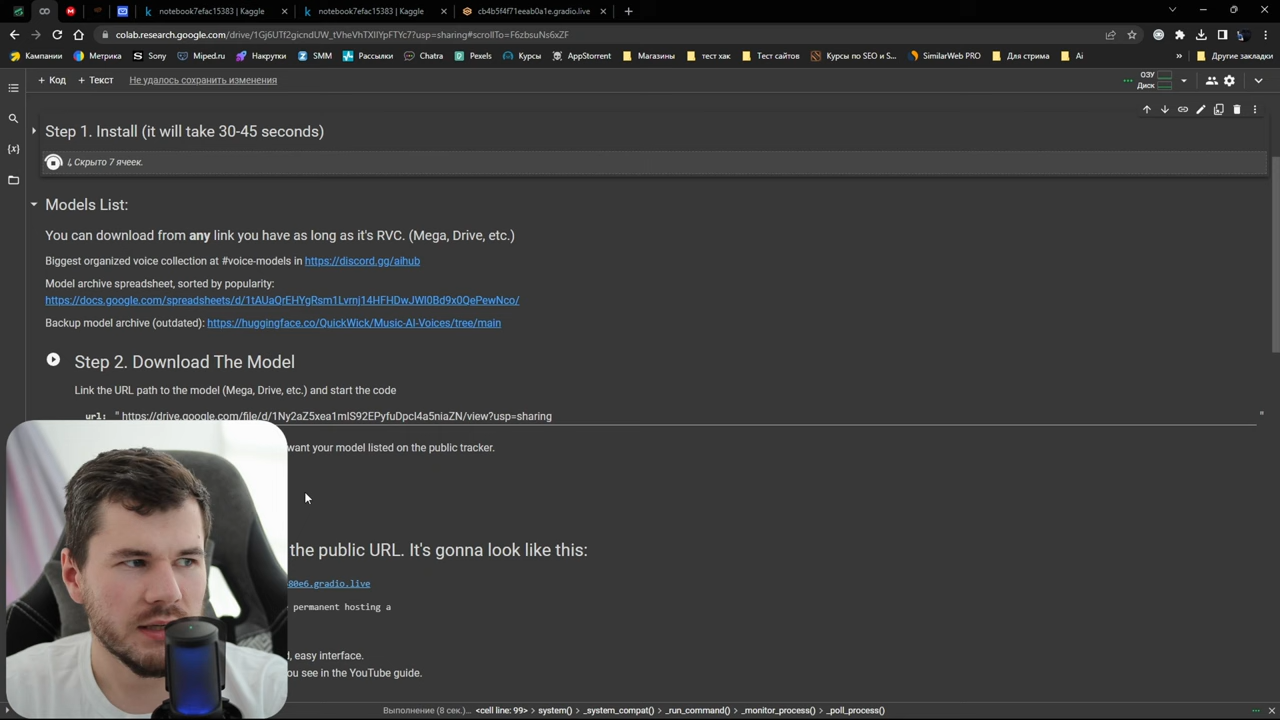 notebook7efac15383 | Kaggle
notebook7efac15383 | Kaggle
cb4b5f4f71eeab0a1e.gradio.live
colab.research.google.com/drive/1Gj6UTf2gicndUW_tVheVhTXIlYpFTYc7?usp=sharing#scrollTo=F6zbsuNs6xZF
Кампании
Метрика
Sony
Miped.ru
Накрутки
SMM
Рассылки
Chatra
Pexels
Курсы
AppStorrent
Магазины
тест хак
Тест сайтов
Курсы по SEO и S...
SimilarWeb PRO
Для стрима
Ai
»
Другие закладки
+ Код
+ Текст
Не удалось сохранить изменения
ОЗУ
Диск
Step 1. Install (it will take 30-45 seconds)
Скрыто 7 ячеек.
{x}
Models List:
You can download from any link you have as long as it's RVC. (Mega, Drive, etc.)
Biggest organized voice collection at #voice-models in https://discord.gg/aihub
Model archive spreadsheet, sorted by popularity:
https://docs.google.com/spreadsheets/d/1tAUaQrEHYgRsm1Lvrnj14HFHDwJWl0Bd9x0QePewNco/
Backup model archive (outdated): https://huggingface.co/QuickWick/Music-AI-Voices/tree/main
Step 2. Download The Model
Link the URL path to the model (Mega, Drive, etc.) and start the code
url: " https://drive.google.com/file/d/1Ny2aZ5xea1mIS92EPyfuDpcI4a5niaZN/view?usp=sharing "
want your model listed on the public tracker.
the public URL. It's gonna look like this:
80e6.gradio.live
permanent hosting a
, easy interface.
ou see in the YouTube guide.
Выполнение (8 сек.)... <cell line: 99> > system() > _system_compat() > _run_command() > _monitor_process() > _poll_process()